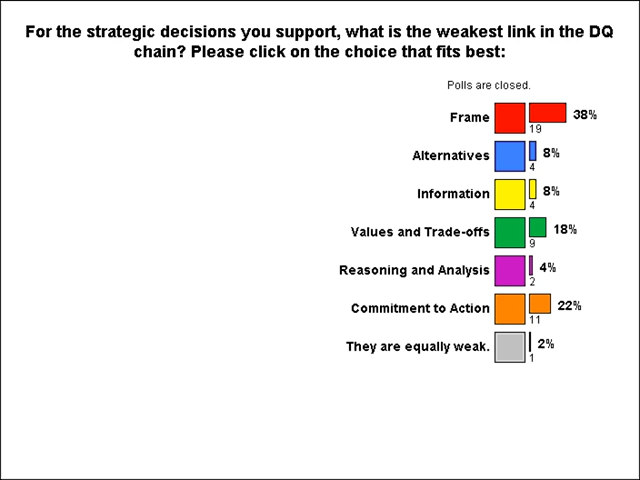 For the strategic decisions you support, what is the weakest link in the DQ
chain? Please click on the choice that fits best:
Polls are closed.
Frame 38%
19
Alternatives 8%
4
Information 8%
4
Values and Trade-offs 18%
9
Reasoning and Analysis 4%
2
Commitment to Action 22%
11
They are equally weak. 2%
1